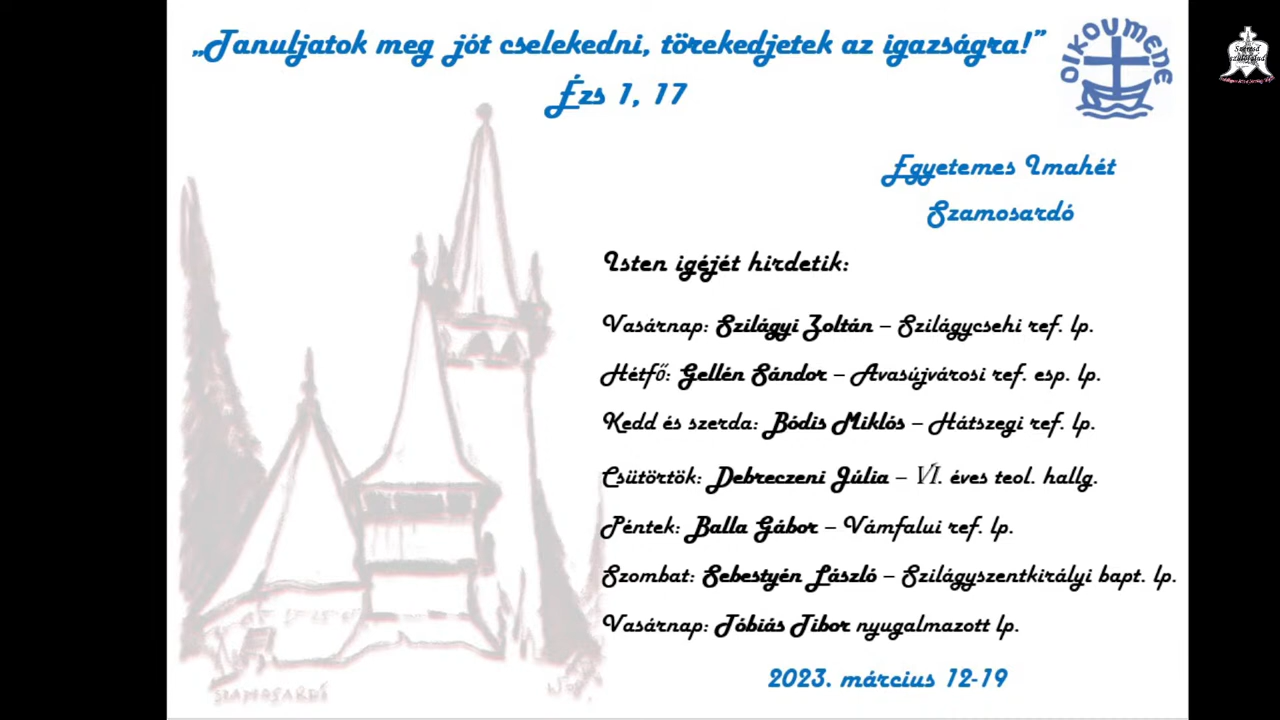 „Tanuljatok meg jót cselekedni, törekedjetek az igazságra!”
Ézs 1, 17
OIKOUMENE
Egyetemes Imahét
Szamosardó
Isten igéjét hirdetik:
Vasárnap: Szilágyi Zoltán – Szilágycsehi ref. lp.
Hétfő: Gellén Sándor – Avasújvárosi ref. esp. lp.
Kedd és szerda: Bódis Miklós – Hátszegi ref. lp.
Csütörtök: Debreczeni Júlia – VI. éves teol. hallg.
Péntek: Balla Gábor – Vámfalui ref. lp.
Szombat: Sebestyén László – Szilágyszentkirályi bapt. lp.
Vasárnap: Tóbiás Tibor nyugalmazott lp.
2023. március 12-19
SZAMOSARDÓ